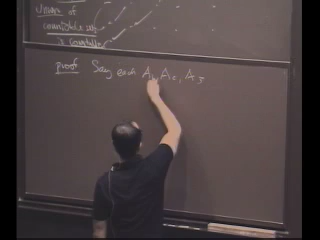 Union of
countable sets
is countable
proof Say each A₁, A₂, A₃